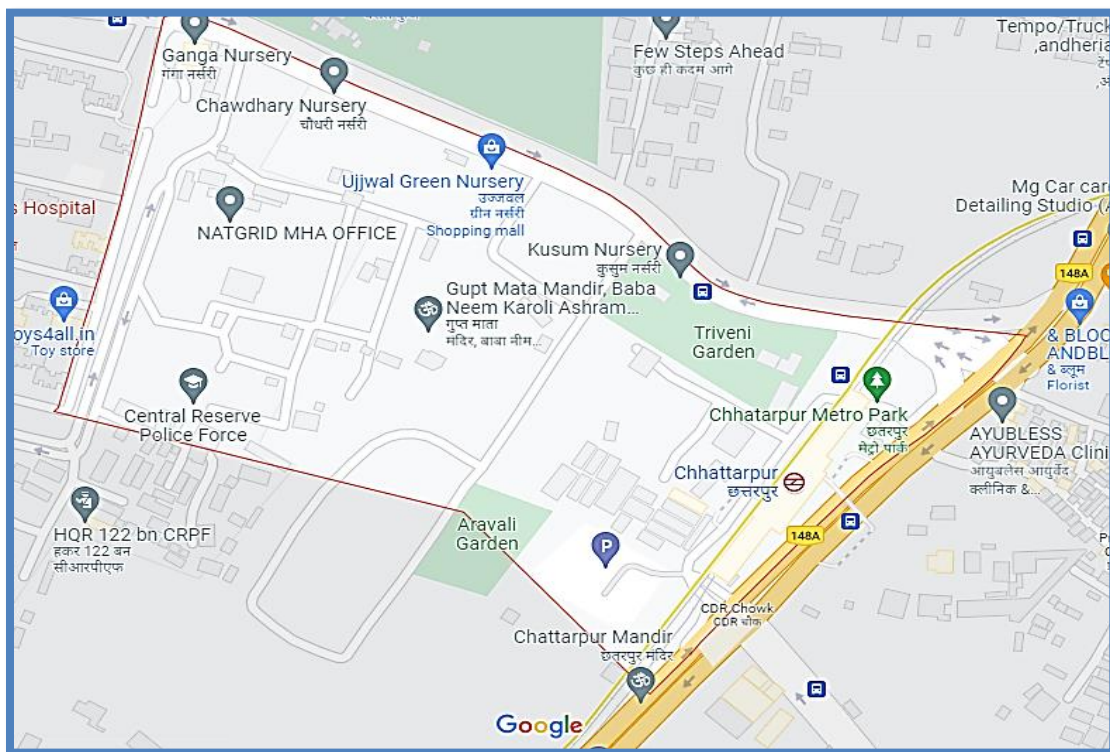 Ganga Nursery
गंगा नर्सरी
Chawdhary Nursery
चौधरी नर्सरी
Few Steps Ahead
कुछ ही कदम आगे
Tempo/Truck
,andheria
Ujjwal Green Nursery
उज्जवल
ग्रीन नर्सरी
Shopping mall
s Hospital
NATGRID MHA OFFICE
Mg Car care
Detailing Studio (A
Kusum Nursery
कुसुम नर्सरी
148A
Gupt Mata Mandir, Baba
Neem Karoli Ashram...
गुप्त माता
मंदिर, बाबा नीम...
oys4all.in
Toy store
Triveni
Garden
& BLOO
ANDBL
& ब्लूम
Florist
Central Reserve
Police Force
Chhatarpur Metro Park
छतरपुर
मेट्रो पार्क
AYUBLESS
AYURVEDA Clini
आयुबलेस आयुर्वेद
क्लीनिक &...
Chhattarpur
छत्तरपुर
HQR 122 bn CRPF
हकर 122 बन
सीआरपीएफ
Aravali
Garden
P
148A
CDR Chowk
CDR चौक
Chattarpur Mandir
छतरपुर मंदिर
Google